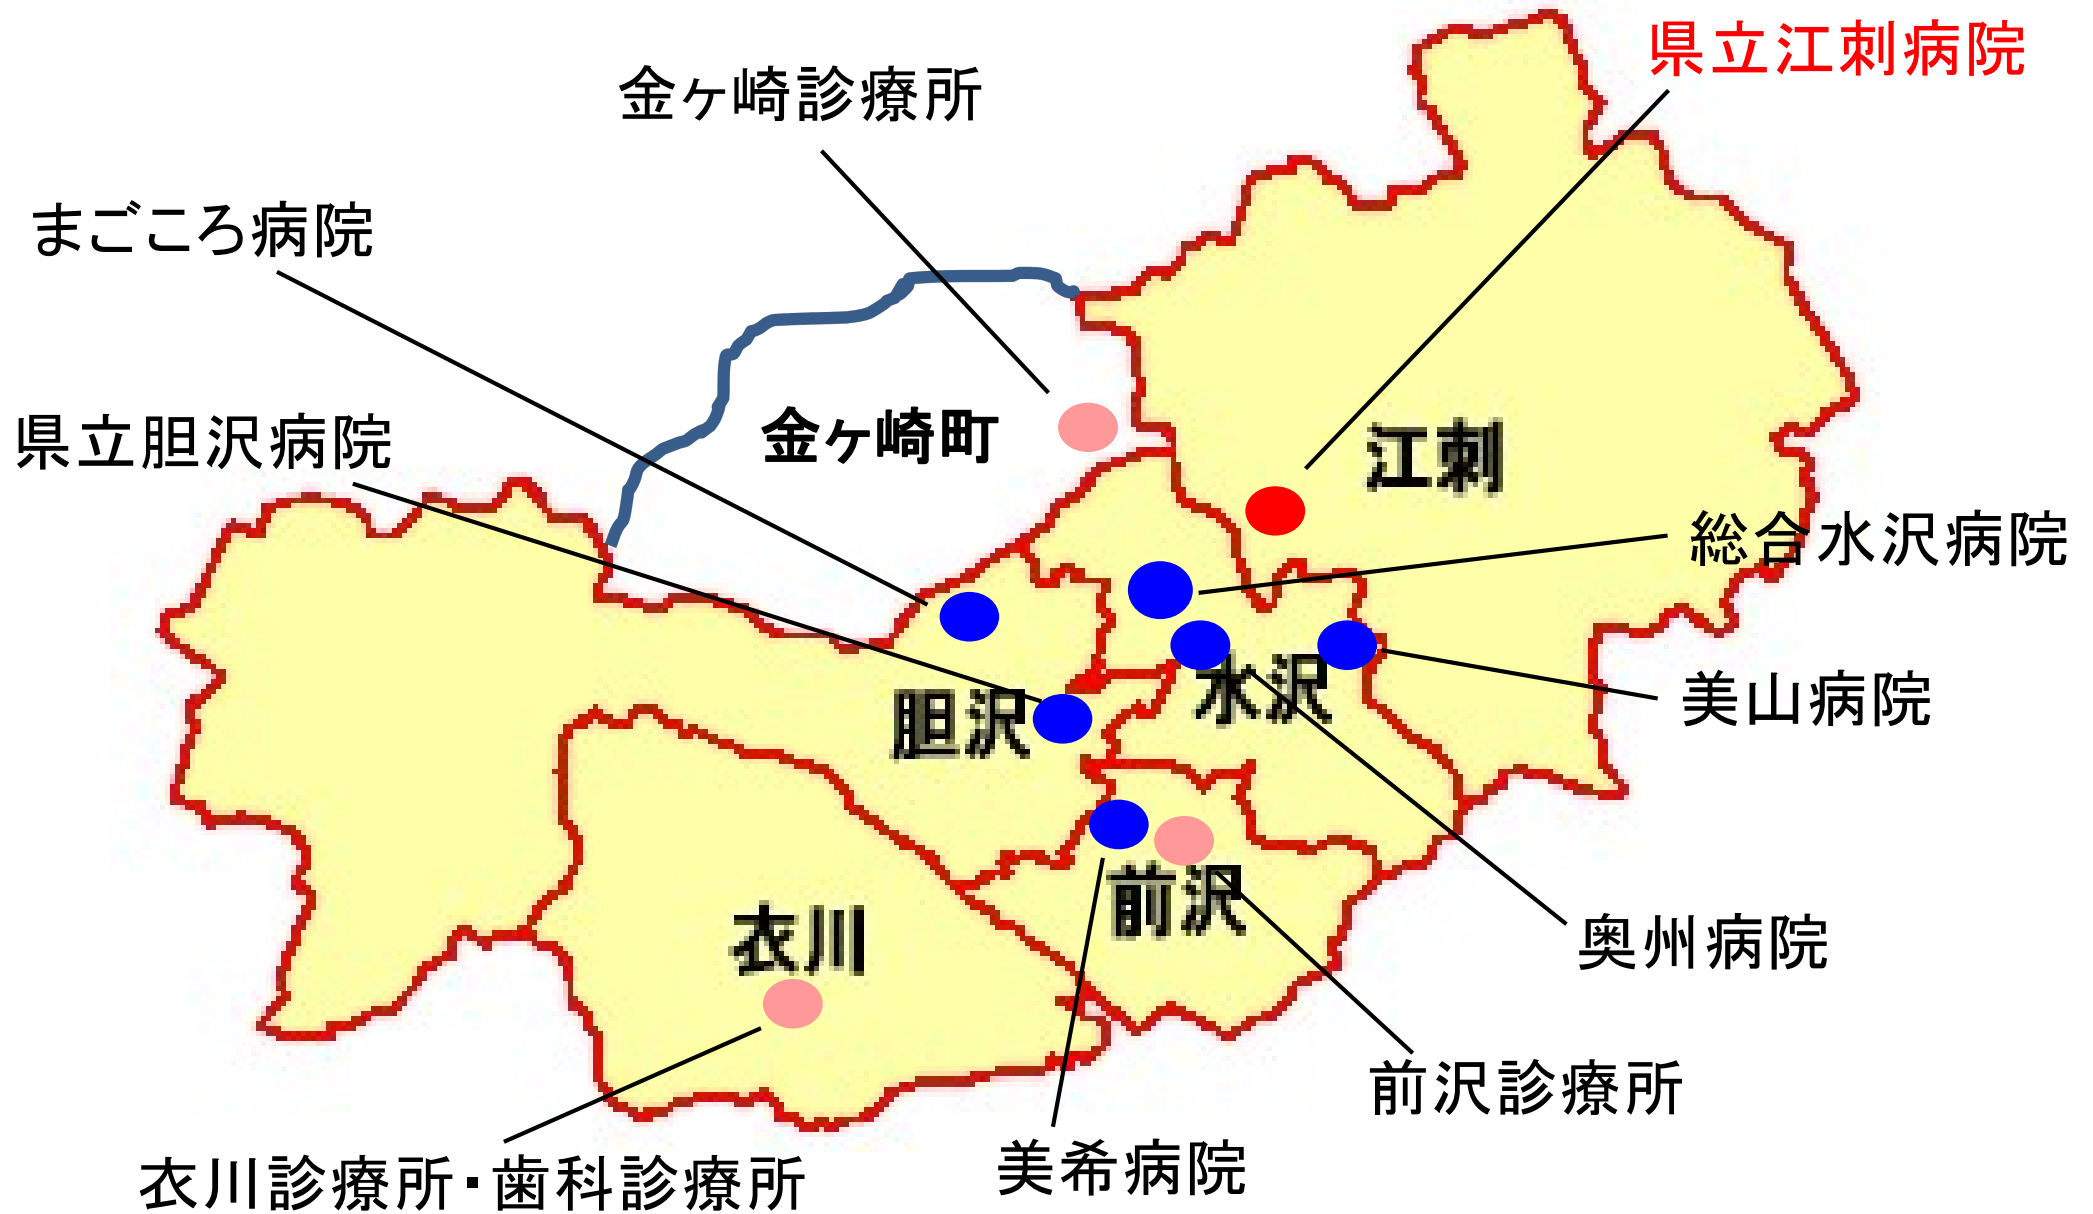 県立江刺病院
金ヶ崎診療所
まごころ病院
県立胆沢病院
金ヶ崎町
江刺
総合水沢病院
水沢
美山病院
胆沢
前沢
衣川
奥州病院
前沢診療所
美希病院
衣川診療所・歯科診療所